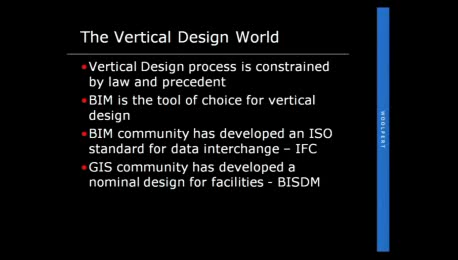 The Vertical Design World
•Vertical Design process is constrained
by law and precedent
•BIM is the tool of choice for vertical
design
•BIM community has developed an ISO
standard for data interchange – IFC
•GIS community has developed a
nominal design for facilities - BISDM
WOOLPERT